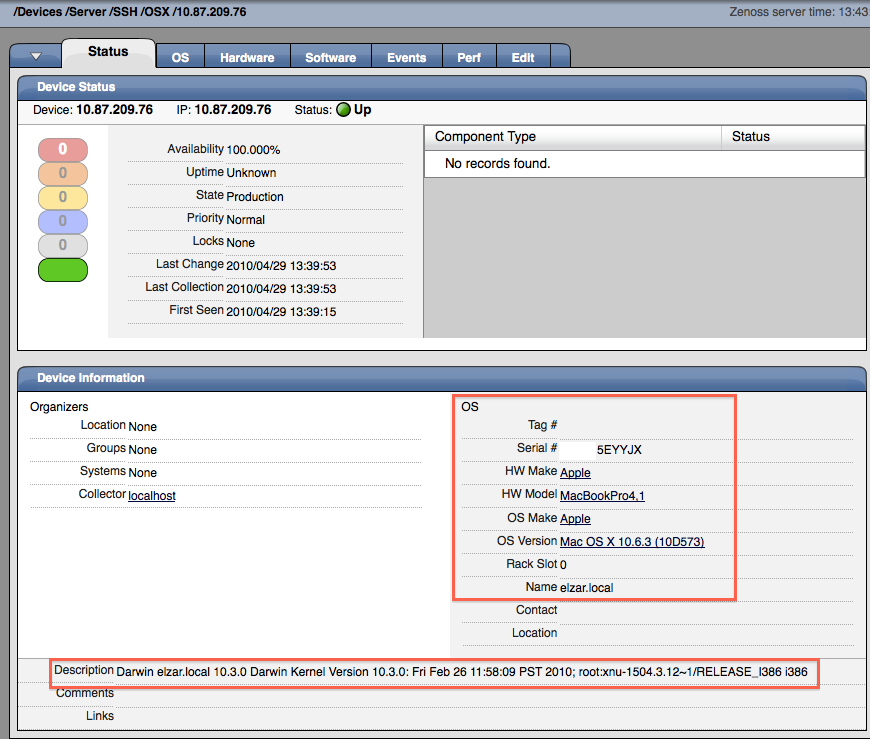 /Devices /Server /SSH /OSX /10.87.209.76 Zenoss server time: 13:43
Status OS Hardware Software Events Perf Edit
Device Status
Device: 10.87.209.76 IP: 10.87.209.76 Status: Up
Component Type Status
No records found.
0
0
0
0
0
Availability 100.000%
Uptime Unknown
State Production
Priority Normal
Locks None
Last Change 2010/04/29 13:39:53
Last Collection 2010/04/29 13:39:53
First Seen 2010/04/29 13:39:15
Device Information
Organizers
Location None
Groups None
Systems None
Collector localhost
OS
Tag #
Serial # 5EYYJX
HW Make Apple
HW Model MacBookPro4,1
OS Make Apple
OS Version Mac OS X 10.6.3 (10D573)
Rack Slot 0
Name elzar.local
Contact
Location
Description Darwin elzar.local 10.3.0 Darwin Kernel Version 10.3.0: Fri Feb 26 11:58:09 PST 2010; root:xnu-1504.3.12~1/RELEASE_I386 i386
Comments
Links